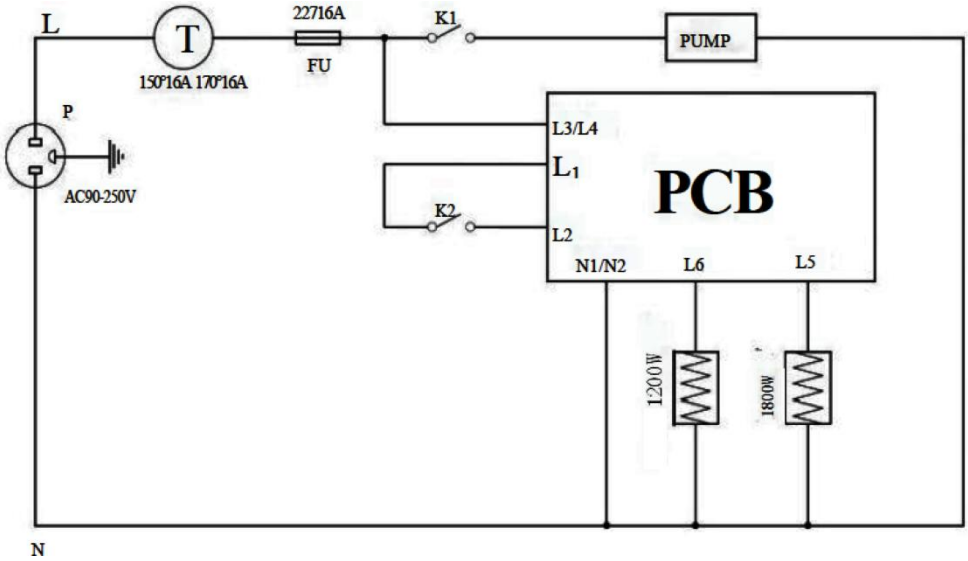 22716A
K1
L
T
PUMP
FU
150°16A 170°16A
P
L3/L4
L1
PCB
AC90-250V
K2
L2
N1/N2
L6
L5
1200W
1800W
N